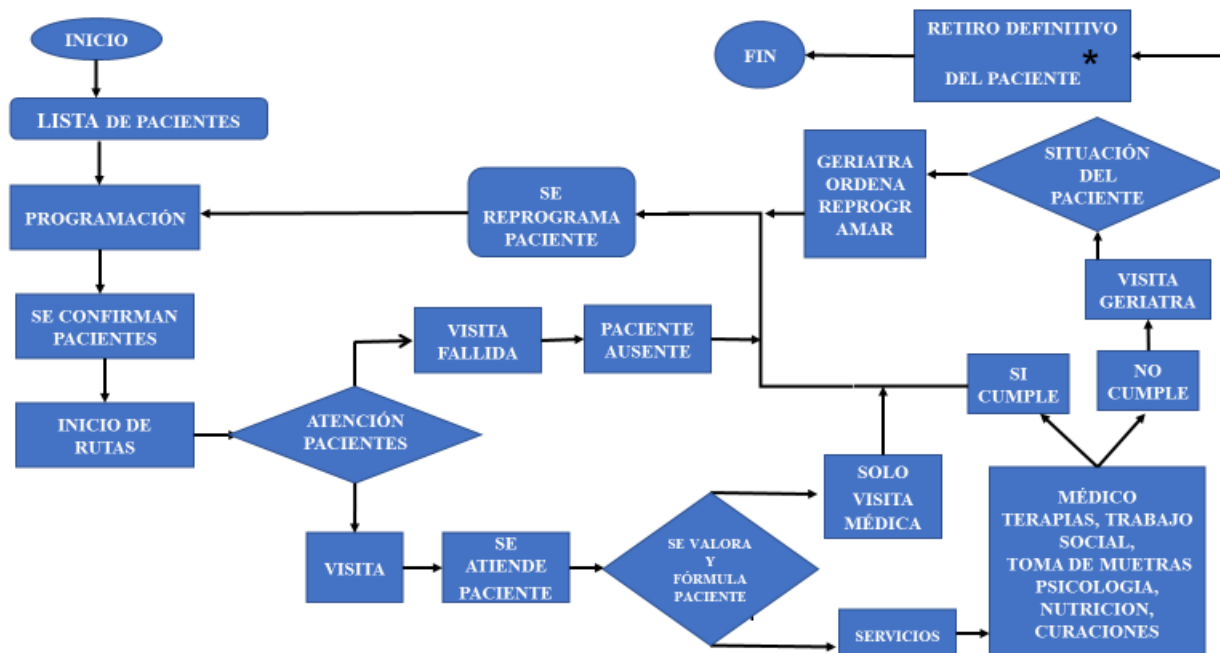 INICIO
LISTA DE PACIENTES
PROGRAMACIÓN
SE CONFIRMAN
PACIENTES
INICIO DE
RUTAS
ATENCIÓN
PACIENTES
VISITA
FALLIDA
PACIENTE
AUSENTE
SE
REPROGRAMA
PACIENTE
VISITA
SE
ATIENDE
PACIENTE
SE VALORA
Y
FÓRMULA
PACIENTE
SOLO
VISITA
MÉDICA
SERVICIOS
MÉDICO
TERAPIAS, TRABAJO
SOCIAL,
TOMA DE MUETRAS
PSICOLOGIA,
NUTRICION,
CURACIONES
SI
CUMPLE
NO
CUMPLE
VISITA
GERIATRA
SITUACIÓN
DEL
PACIENTE
GERIATRA
ORDENA
REPROGR
AMAR
RETIRO DEFINITIVO
*
DEL PACIENTE
FIN